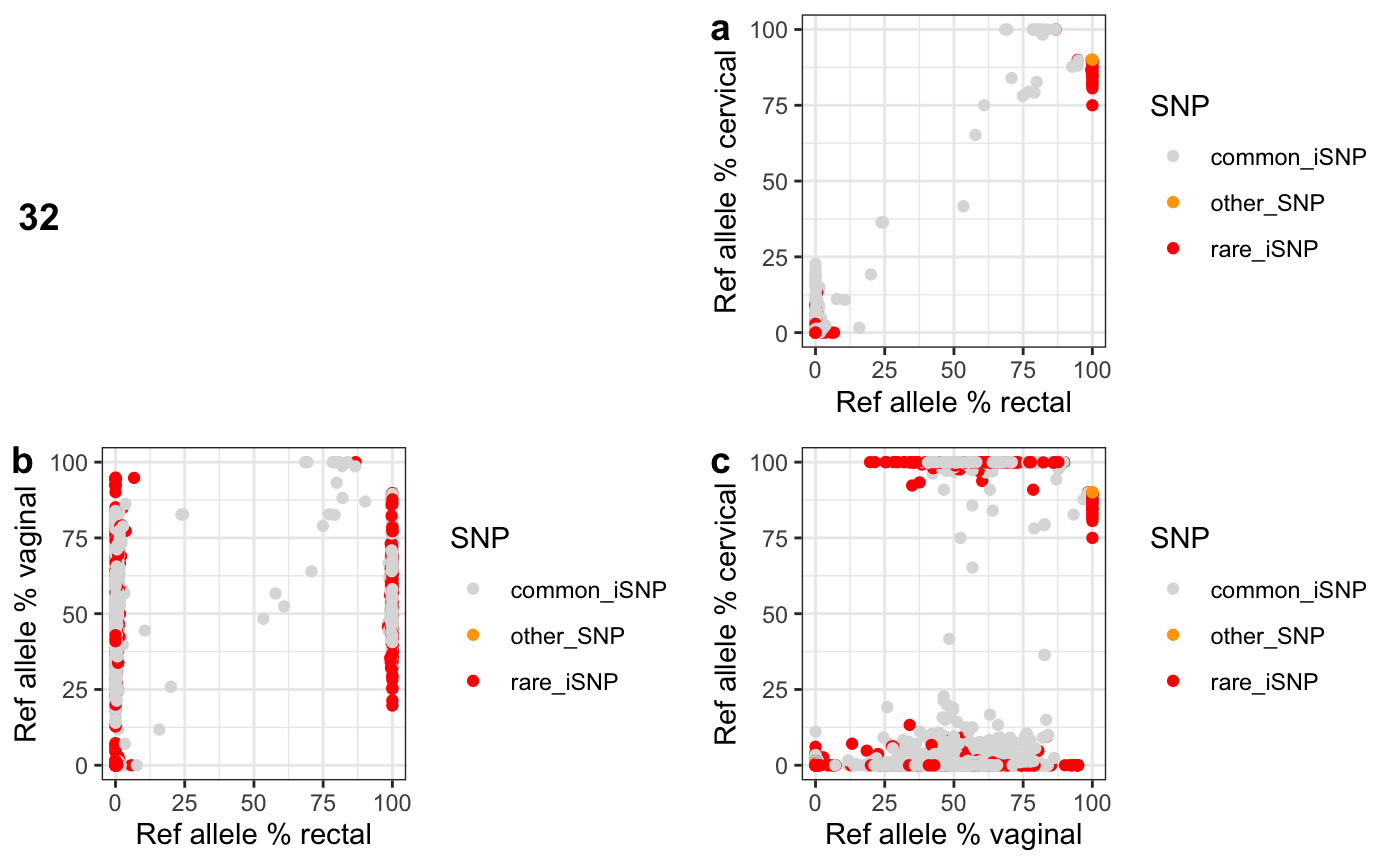 32
a
Ref allele % cervical
100
75
50
25
0
0 25 50 75 100
Ref allele % rectal
SNP
common_iSNP
other_SNP
rare_iSNP
b
Ref allele % vaginal
100
75
50
25
0
0 25 50 75 100
Ref allele % rectal
SNP
common_iSNP
other_SNP
rare_iSNP
c
Ref allele % cervical
100
75
50
25
0
0 25 50 75 100
Ref allele % vaginal
SNP
common_iSNP
other_SNP
rare_iSNP